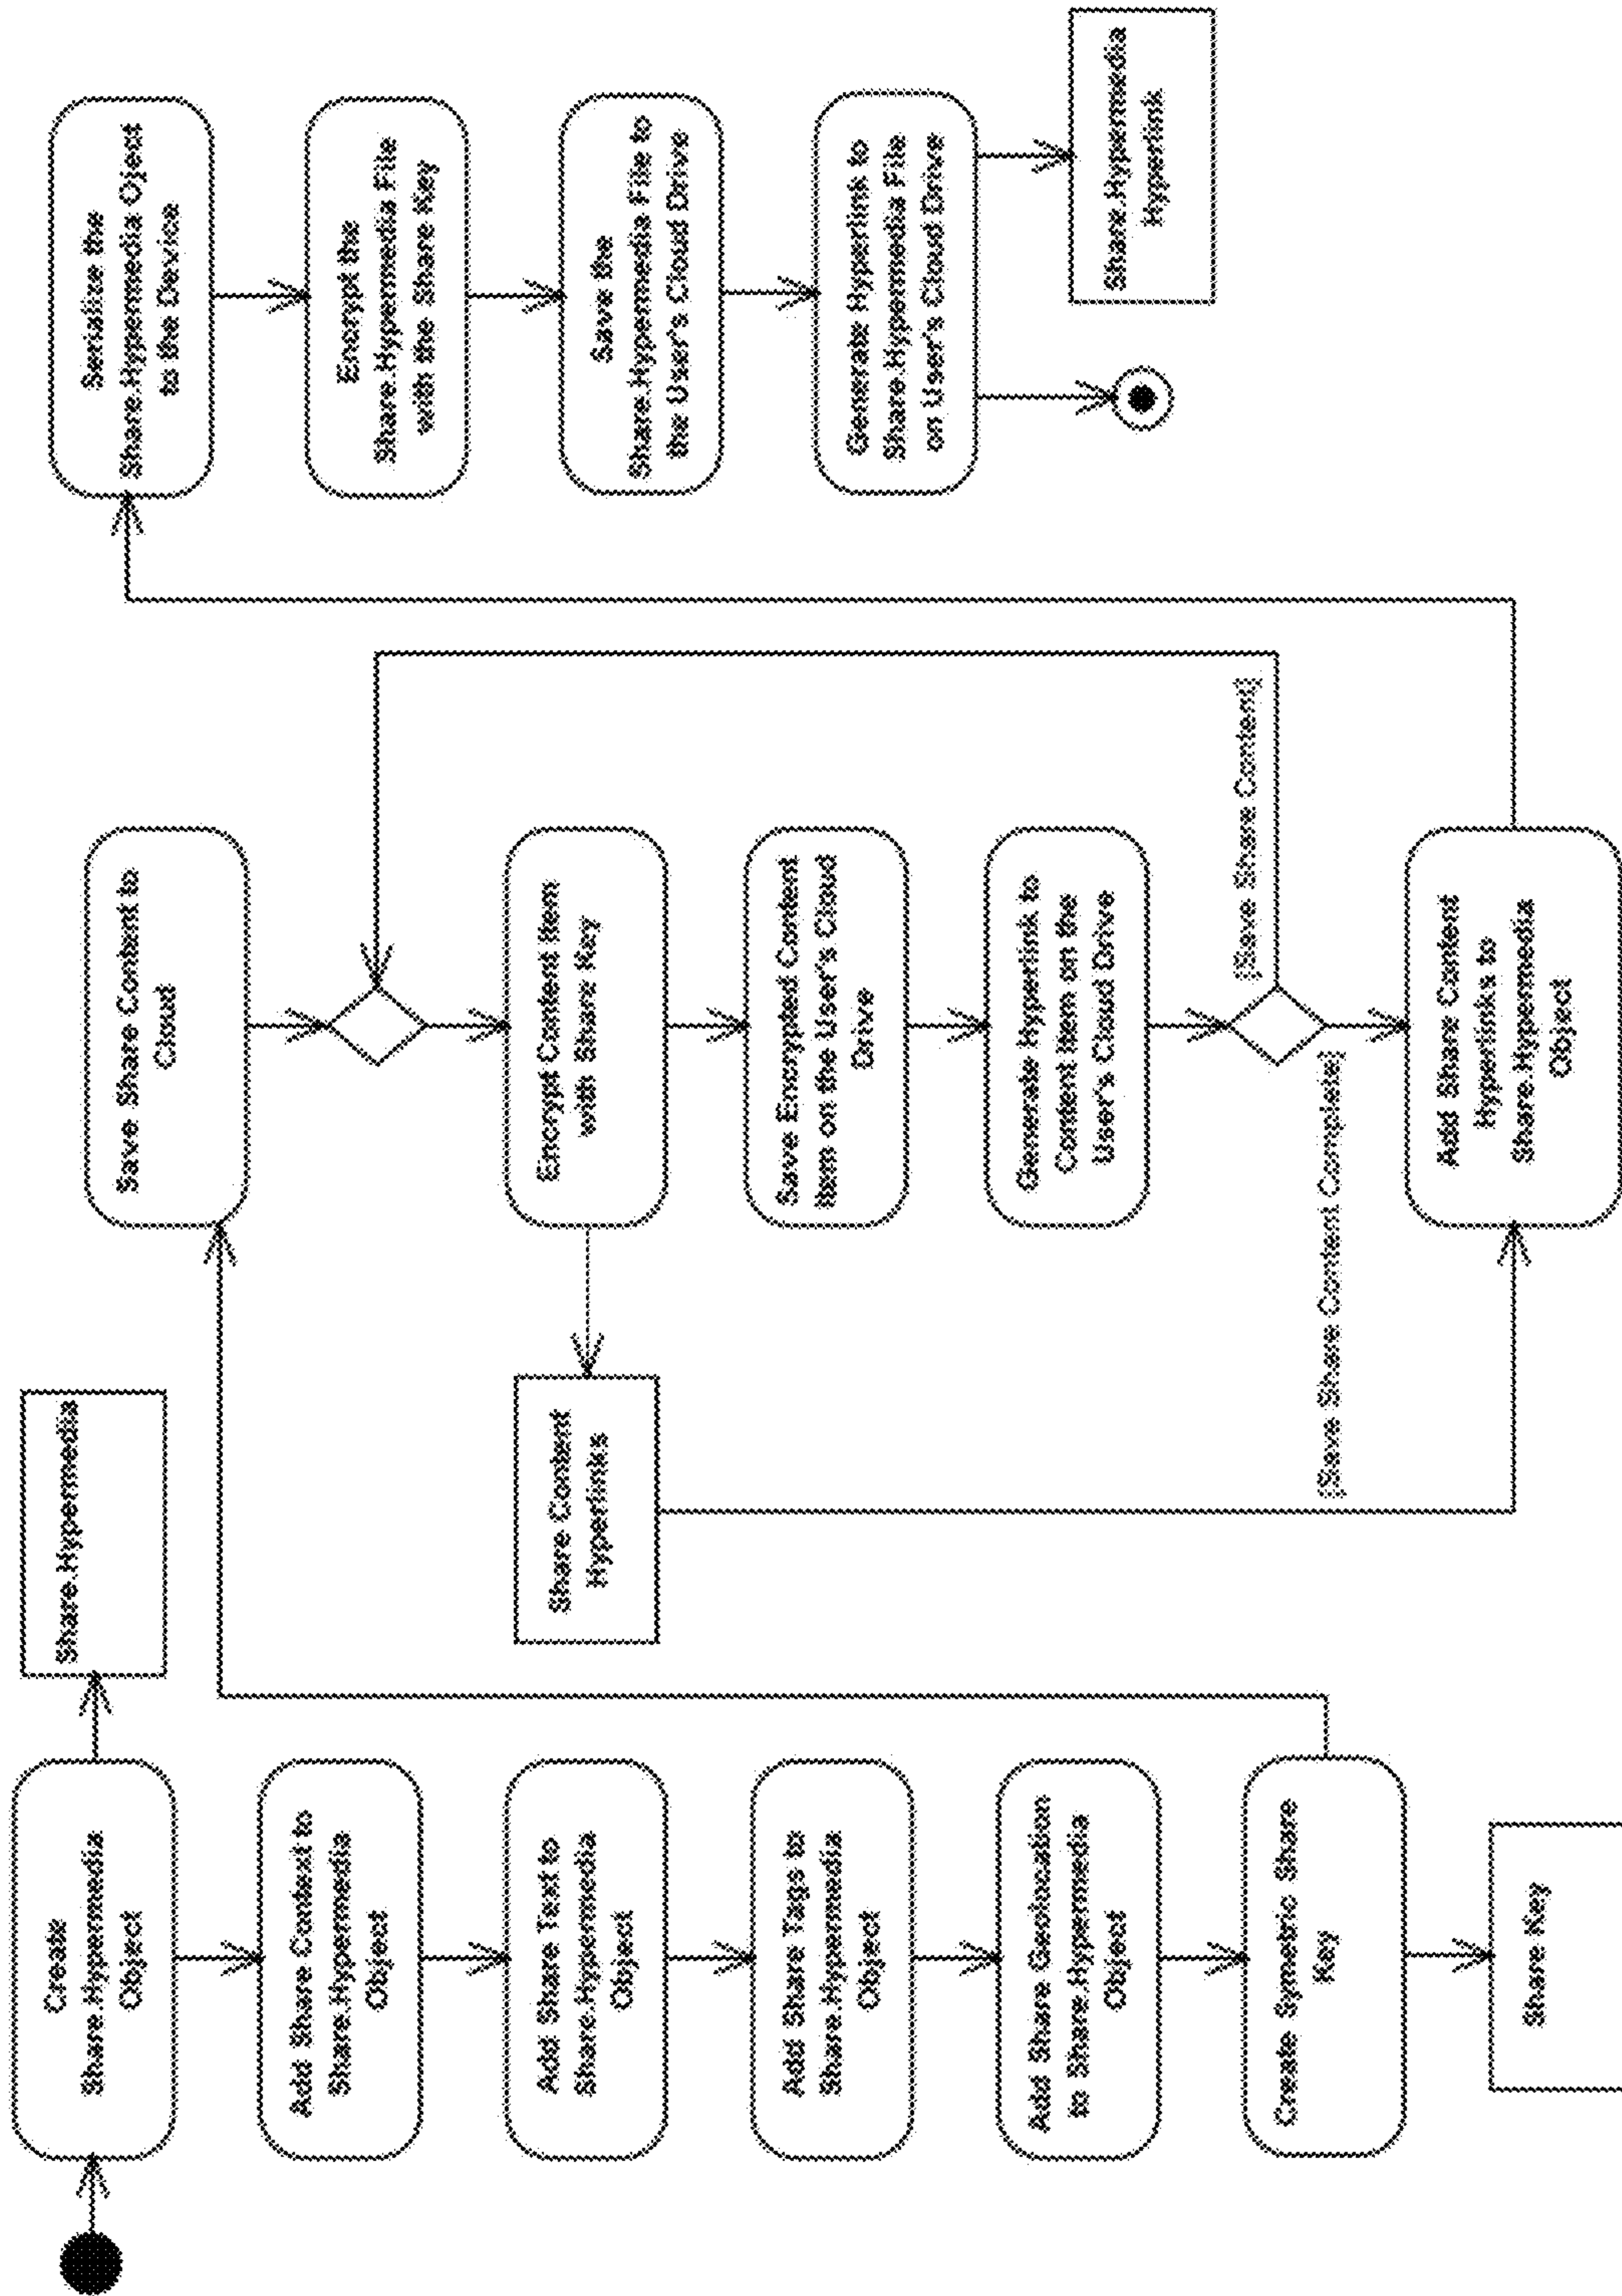 Create
Share.Hypermedia
Object
Share.Hypermedia
Add Share Context to
Share.Hypermedia
Object
Add Share Text to
Share.Hypermedia
Object
Add Share Tags to
Share.Hypermedia
Object
Add Share Geolocation
to Share.Hypermedia
Object
Create Symetric Share
Key
Share Key
Save Share Content to
Cloud
Encrypt Content Item
with Share Key
Share Content
Hyperlinks
Save Encrypted Content
Item on the User's Cloud
Drive
Generate Hyperlink to
Content Item on the
User's Cloud Drive
[Save Share Content]
[Save Share Content Complete]
Add Share Content
Hyperlinks to
Share.Hypermedia
Object
Serialize the
Share.Hypermedia Oject
to the Device
Encrypt the
Share.Hypermedia File
with the Share Key
Save the
Share.Hypermedia File to
the User's Cloud Drive
Generate Hyperlink to
Share.Hypermedia File
on User's Cloud Drive
Share.Hypermedia
Hyperlink